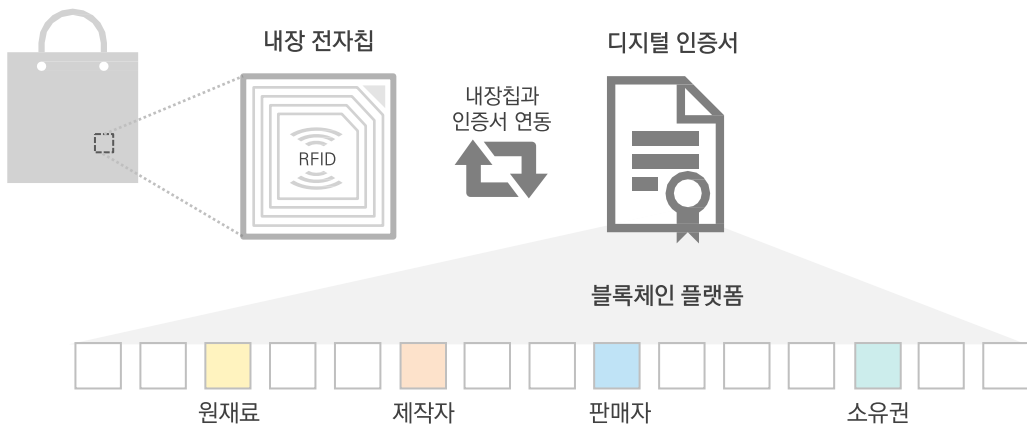 내장 전자칩
디지털 인증서
내장칩과
인증서 연동
RFID
블록체인 플랫폼
원재료
제작자
판매자
소유권